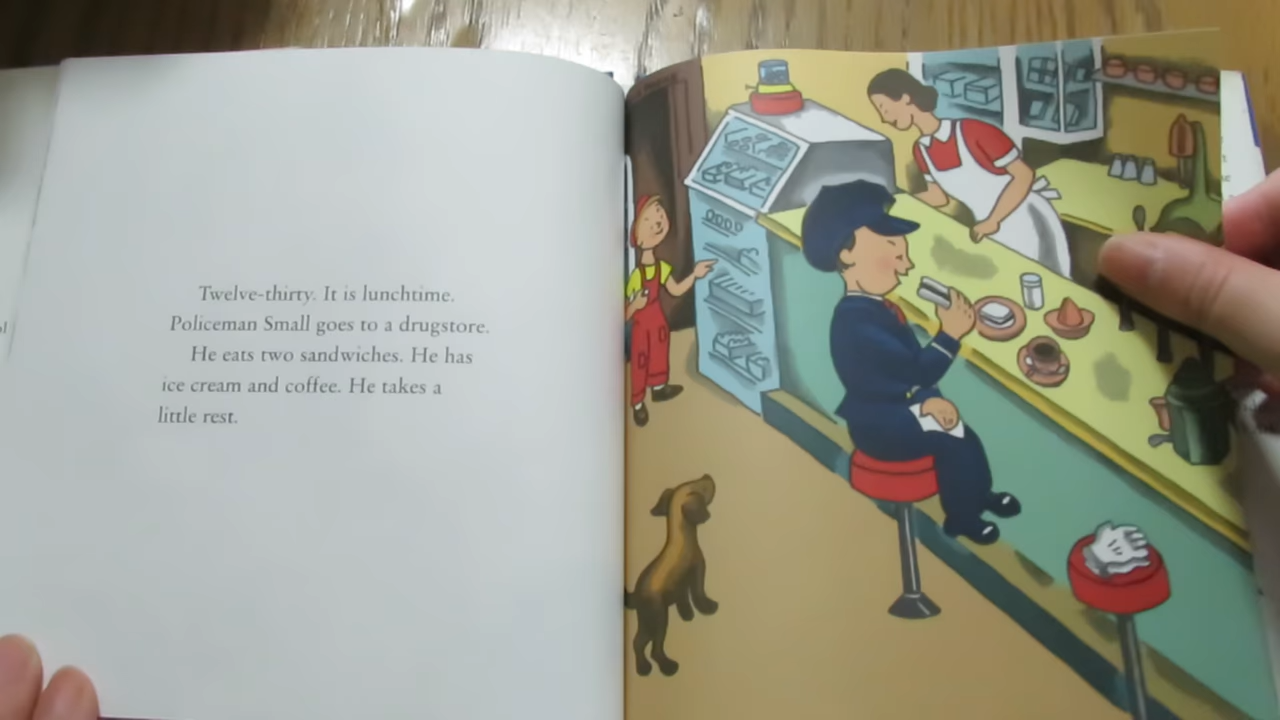 Twelve-thirty. It is lunchtime.
Policeman Small goes to a drugstore.
He eats two sandwiches. He has
ice cream and coffee. He takes a
little rest.